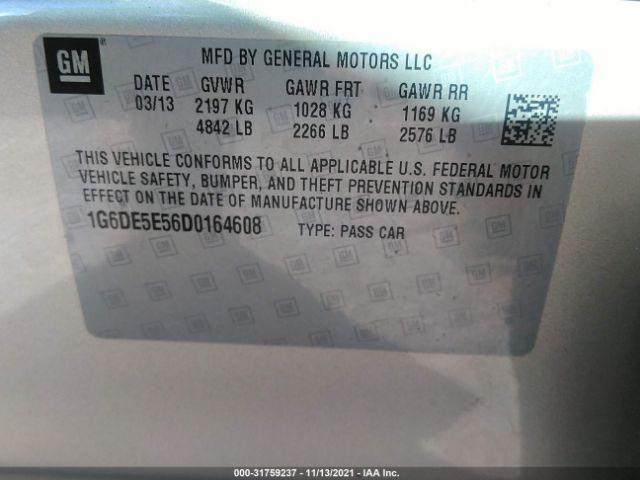 GM
MFD BY GENERAL MOTORS LLC
DATE GVWR GAWR FRT GAWR RR
03/13 2197 KG 1028 KG 1169 KG
4842 LB 2266 LB 2576 LB
THIS VEHICLE CONFORMS TO ALL APPLICABLE U.S. FEDERAL MOTOR
VEHICLE SAFETY, BUMPER, AND THEFT PREVENTION STANDARDS IN
EFFECT ON THE DATE OF MANUFACTURE SHOWN ABOVE.
1G6DE5E56D0164608 TYPE: PASS CAR
000-31759237 - 11/13/2021 - IAA Inc.